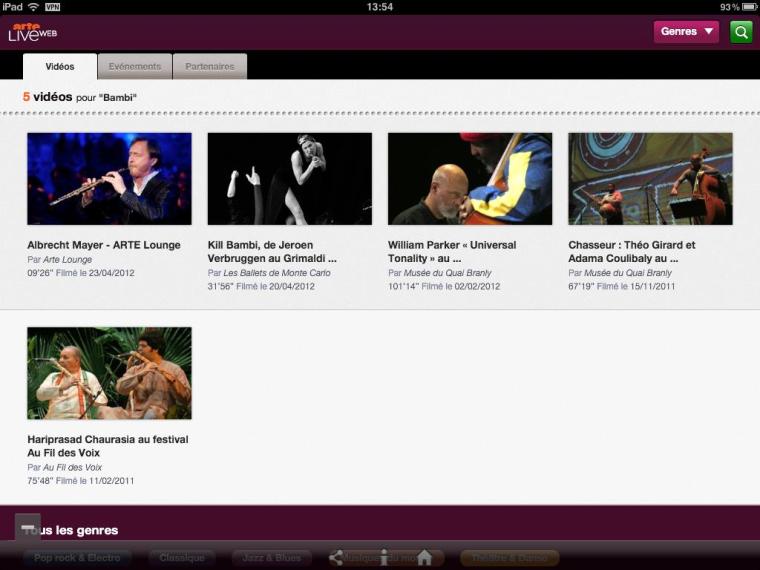 iPad VPN 13:54 93%
arte
LIVEWEB
Genres
Vidéos Evénements Partenaires
5 vidéos pour "Bambi"
Albrecht Mayer - ARTE Lounge
Par Arte Lounge
09'26" Filmé le 23/04/2012
Kill Bambi, de Jeroen
Verbruggen au Grimaldi ...
Par Les Ballets de Monte Carlo
31'56" Filmé le 20/04/2012
William Parker « Universal
Tonality » au ...
Par Musée du Quai Branly
101'14" Filmé le 02/02/2012
Chasseur : Théo Girard et
Adama Coulibaly au ...
Par Musée du Quai Branly
67'19" Filmé le 15/11/2011
Hariprasad Chaurasia au festival
Au Fil des Voix
Par Au Fil des Voix
75'48" Filmé le 11/02/2011
Tous les genres
Pop rock & Electro Classique Jazz & Blues Musique du mo Théâtre & Danse